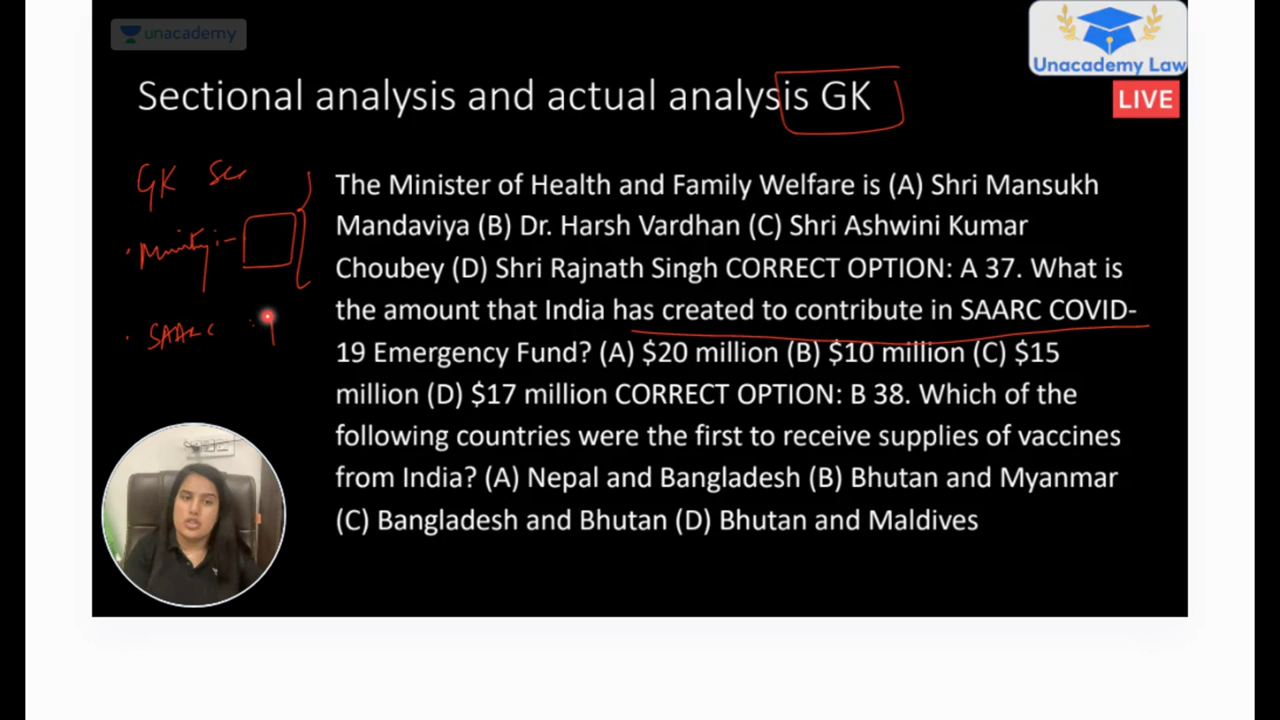 unacademy
Unacademy Law
LIVE
Sectional analysis and actual analysis GK
GK
SAARC
The Minister of Health and Family Welfare is (A) Shri Mansukh
Mandaviya (B) Dr. Harsh Vardhan (C) Shri Ashwini Kumar
Choubey (D) Shri Rajnath Singh CORRECT OPTION: A 37. What is
the amount that India has created to contribute in SAARC COVID-
19 Emergency Fund? (A) $20 million (B) $10 million (C) $15
million (D) $17 million CORRECT OPTION: B 38. Which of the
following countries were the first to receive supplies of vaccines
from India? (A) Nepal and Bangladesh (B) Bhutan and Myanmar
(C) Bangladesh and Bhutan (D) Bhutan and Maldives